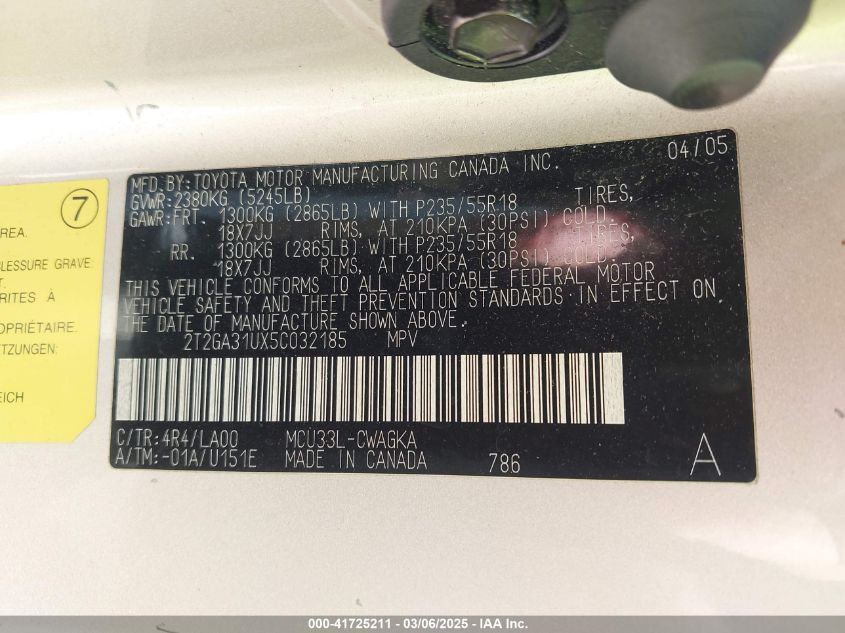 7
REA.
LESSURE GRAVE.
T.
RITES À
OPRIÉTAIRE.
ETZUNGEN
EICH
04/05
MFD.BY:TOYOTA MOTOR MANUFACTURING CANADA INC.
GVWR:2380KG (5245LB)
GAWR:FRT. 1300KG (2865LB) WITH P235/55R18 TIRES,
18X7JJ RIMS, AT 210KPA (30PSI) COLD.
RR. 1300KG (2865LB) WITH P235/55R18 TIRES,
18X7JJ RIMS, AT 210KPA (30PSI) COLD.
THIS VEHICLE CONFORMS TO ALL APPLICABLE FEDERAL MOTOR
VEHICLE SAFETY AND THEFT PREVENTION STANDARDS IN EFFECT ON
THE DATE OF MANUFACTURE SHOWN ABOVE.
2T2GA31UX5C032185 MPV
C/TR:4R4/LA00 MCU33L-CWAGKA
A/TM:-01A/U151E MADE IN CANADA 786 A
000-41725211 - 03/06/2025 - IAA Inc.